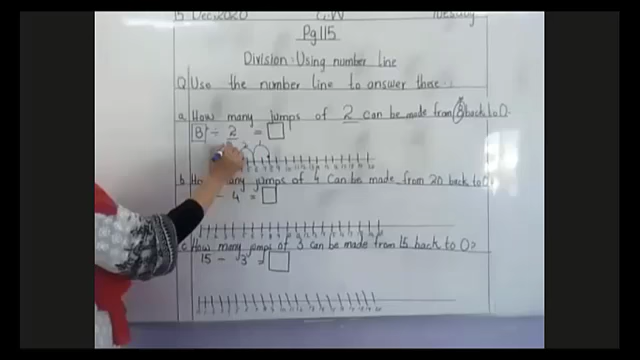 15 Dec.2020 C.W Tuesday
Pg 115
Division: Using number line
Q Use the number line to answer these.
a How many jumps of 2 can be made from 8 back to 0.
8 ÷ 2 =
b How many jumps of 4 can be made from 20 back to 0.
- 4 =
c How many jumps of 3 can be made from 15 back to 0?
15 - 3 =